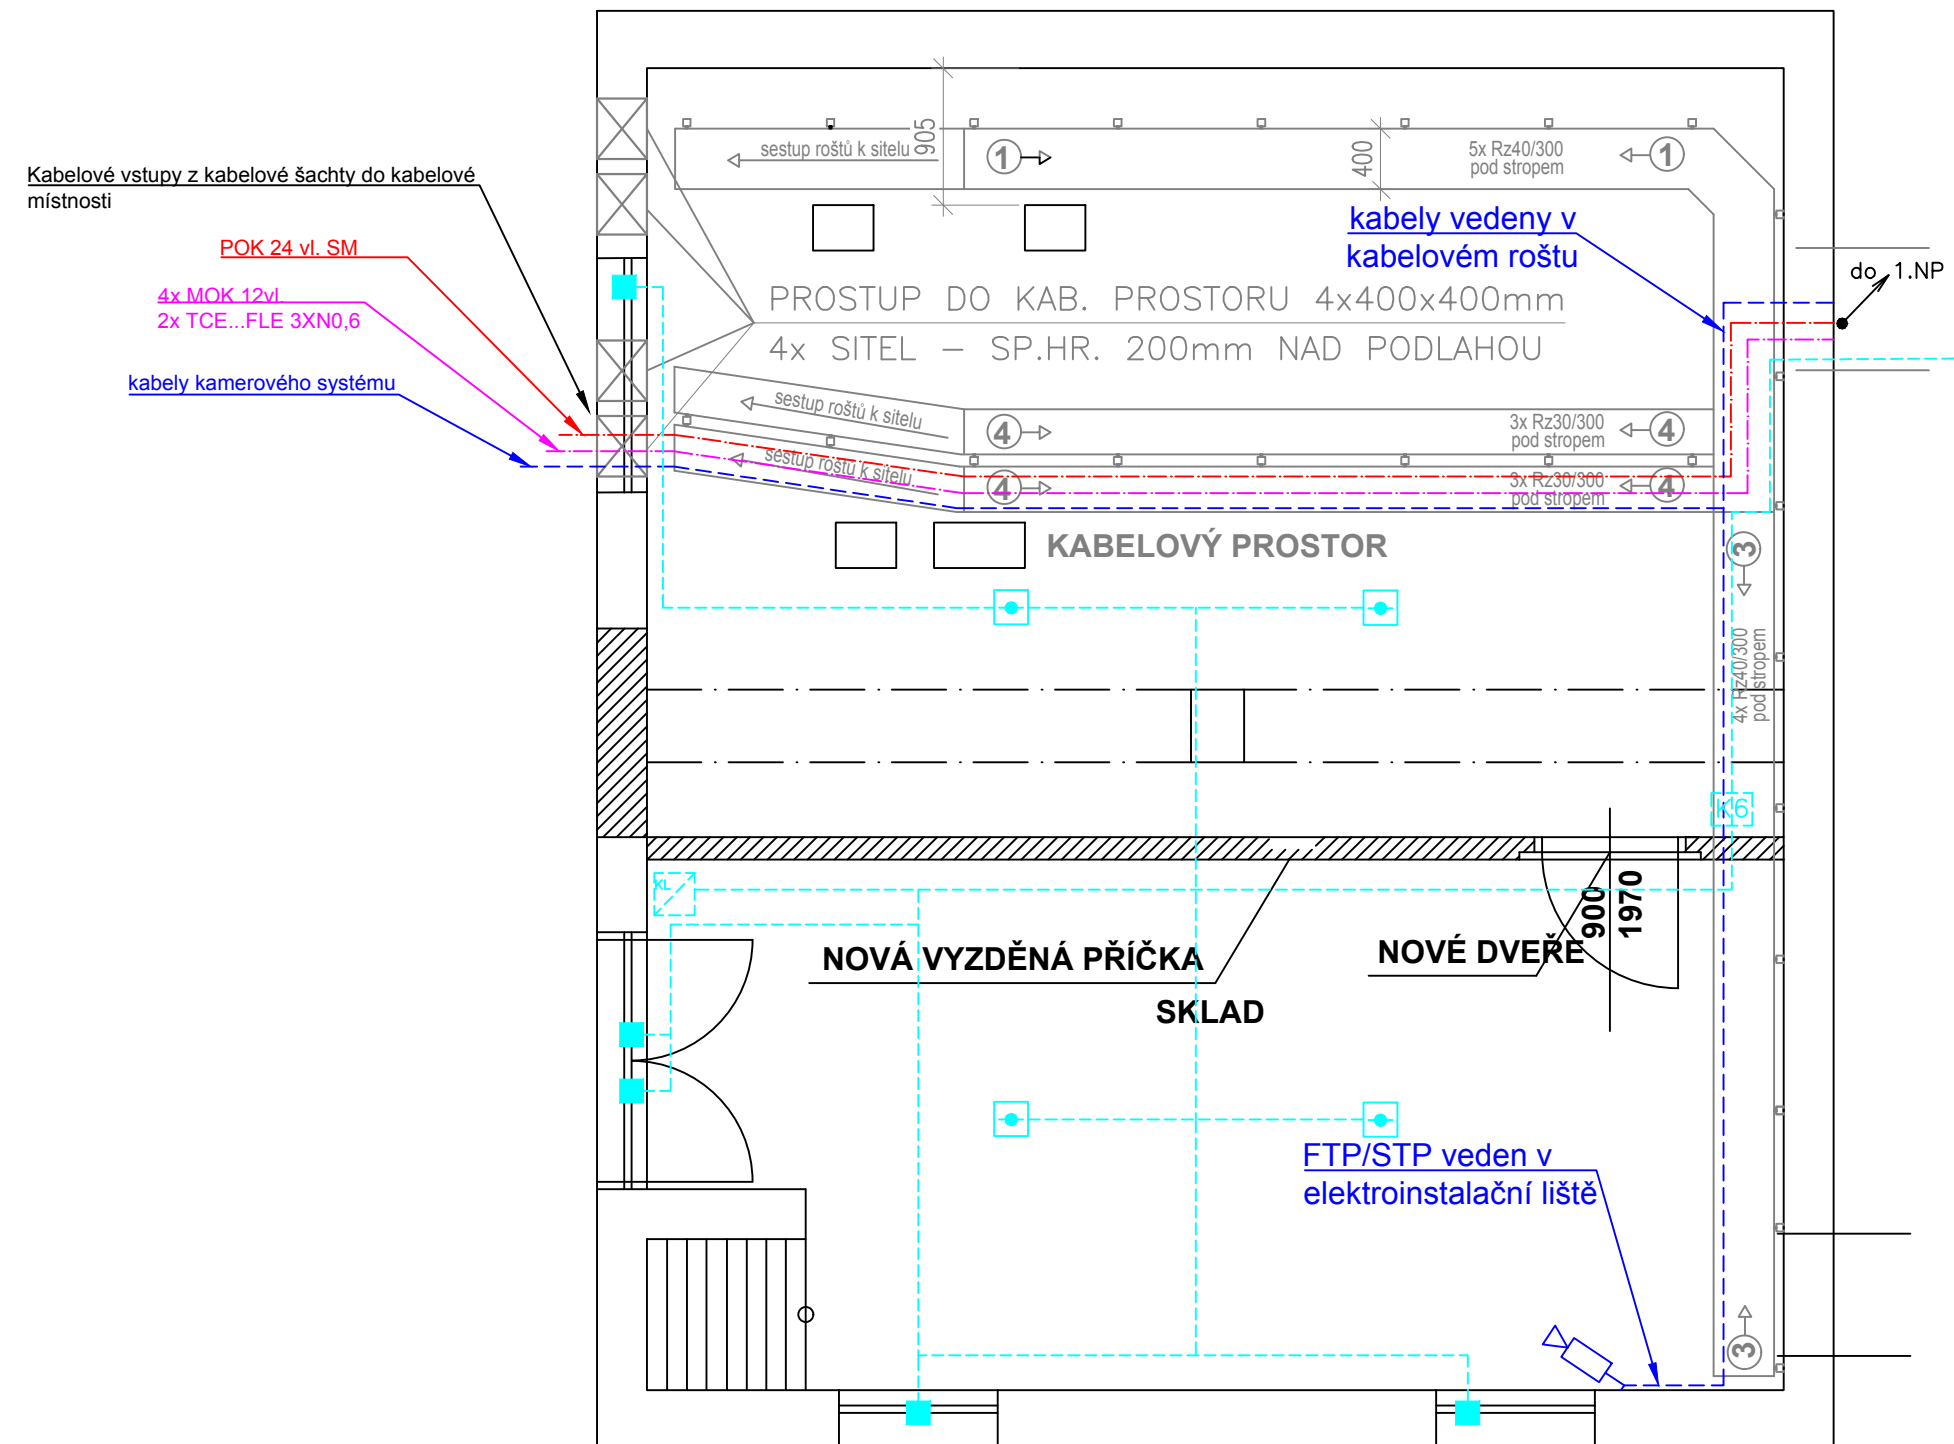 905
sestup roštů k sitelu
1
400
5x Rz40/300
pod stropem
1
Kabelové vstupy z kabelové šachty do kabelové
místnosti
kabely vedeny v
kabelovém roštu
POK 24 vl. SM
do 1.NP
4x MOK 12vl.
2x TCE...FLE 3XN0,6
PROSTUP DO KAB. PROSTORU 4x400x400mm
4x SITEL – SP.HR. 200mm NAD PODLAHOU
kabely kamerového systému
sestup roštů k sitelu
4
3x Rz30/300
pod stropem
4
sestup roštů k sitelu
4
3x Rz30/300
pod stropem
4
KABELOVÝ PROSTOR
3
4x Rz40/300
pod stropem
K6
XL
900
1970
NOVÁ VYZDĚNÁ PŘÍČKA
NOVÉ DVEŘE
SKLAD
FTP/STP veden v
elektroinstalační liště
3